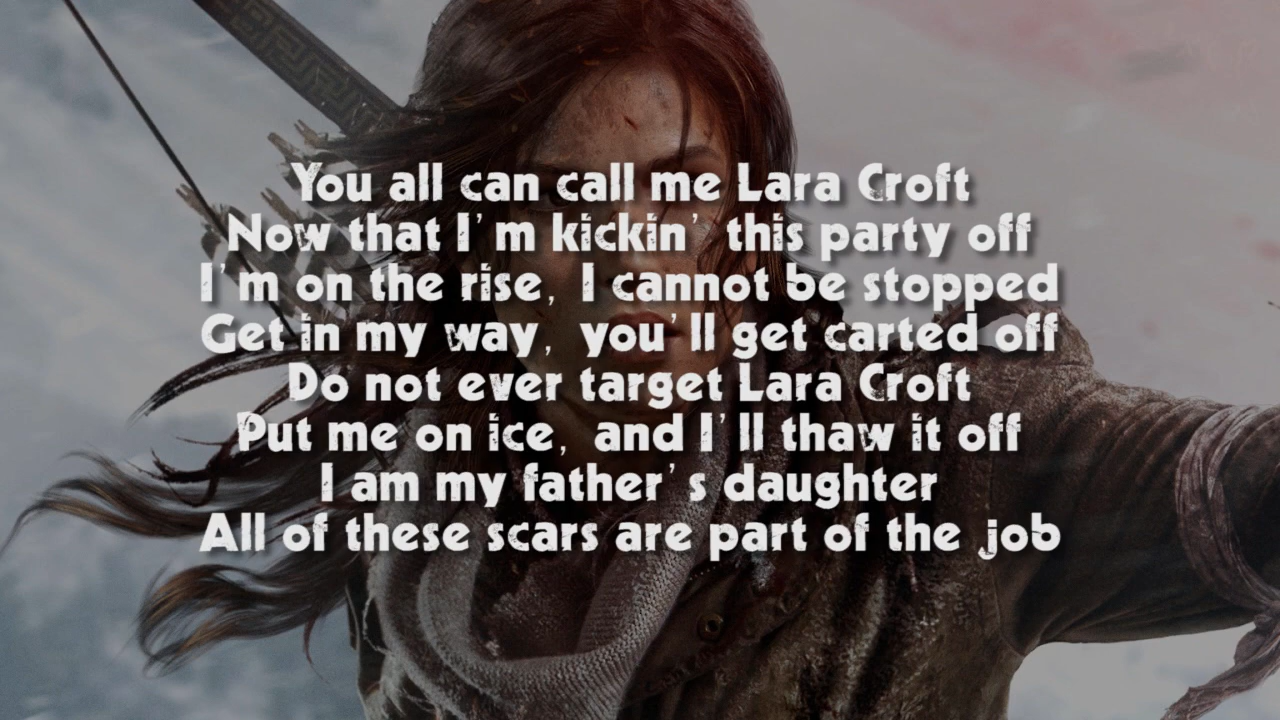 You all can call me Lara Croft
Now that I'm kickin' this party off
I'm on the rise, I cannot be stopped
Get in my way, you'll get carted off
Do not ever target Lara Croft
Put me on ice, and I'll thaw it off
I am my father's daughter
All of these scars are part of the job